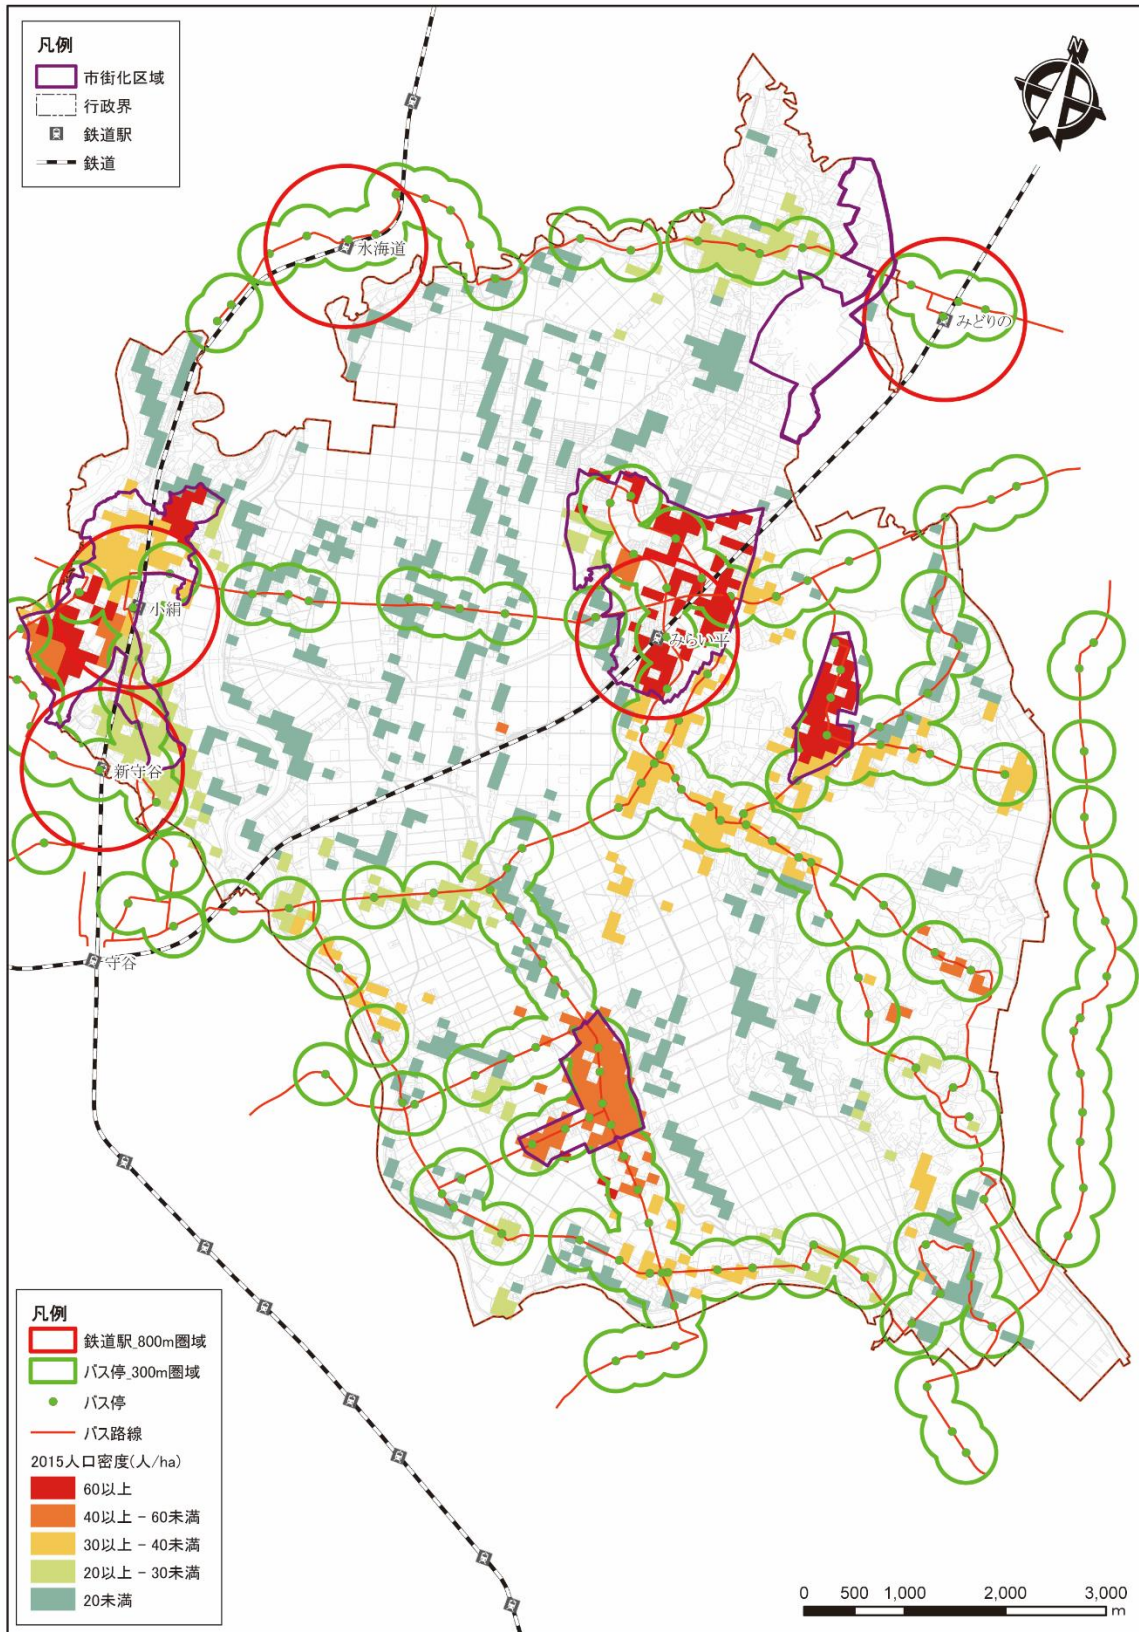 凡例
市街化区域
行政界
鉄道駅
鉄道
N
水海道
みどりの
小絹
みらい平
新守谷
守谷
凡例
鉄道駅_800m圏域
バス停_300m圏域
バス停
バス路線
2015人口密度(人/ha)
60以上
40以上 - 60未満
30以上 - 40未満
20以上 - 30未満
20未満
0 500 1,000 2,000 3,000
m